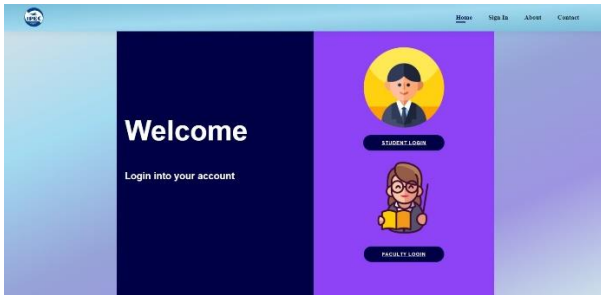 Home Sign In About Contact
Welcome
Login into your account
STUDENT LOGIN
FACULTY LOGIN